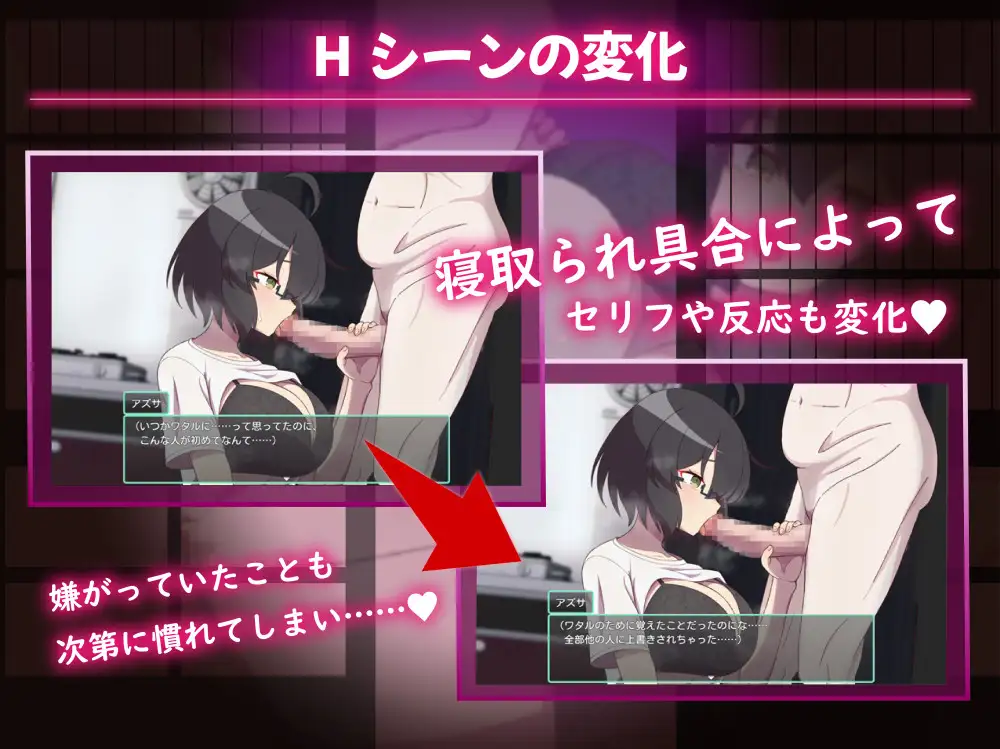 Hシーンの変化
寝取られ具合によって
セリフや反応も変化♥
アズサ
(いつかワタルに……って思ってたのに、
こんな人が初めてなんて……)
嫌がっていたことも
次第に慣れてしまい……♥
アズサ
(ワタルのために覚えたことだったのにな……
全部他の人に上書きされちゃった……)